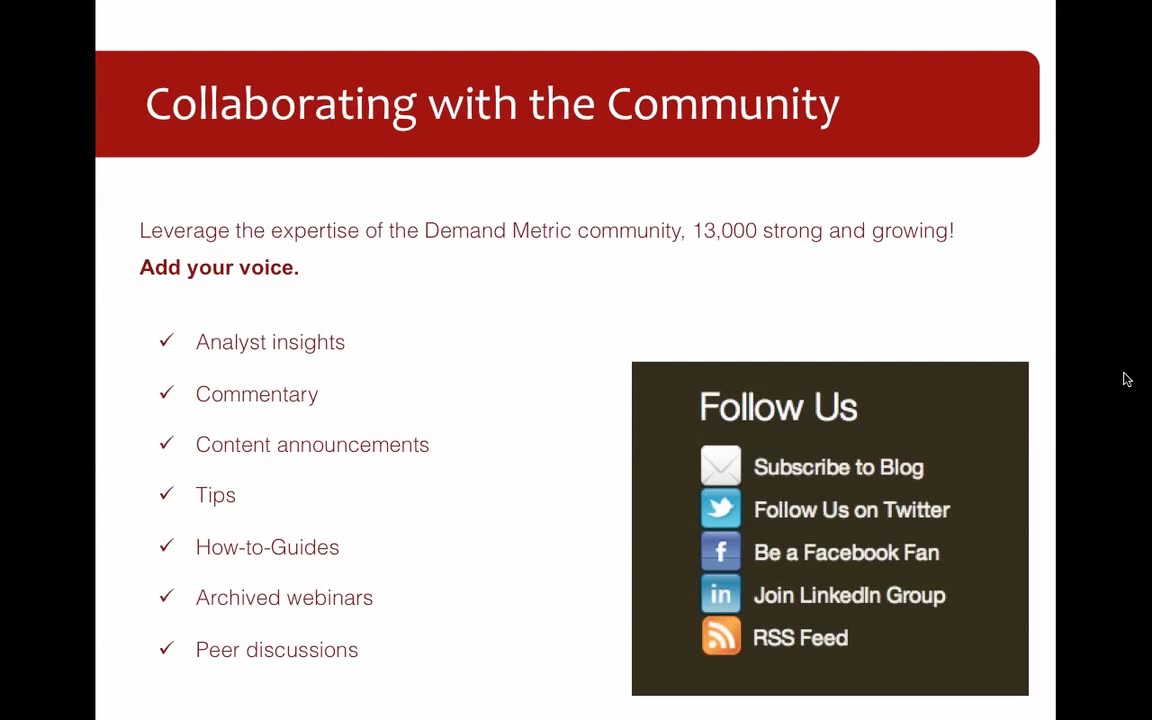 Collaborating with the Community
Leverage the expertise of the Demand Metric community, 13,000 strong and growing!
Add your voice.
✓ Analyst insights
✓ Commentary
✓ Content announcements
✓ Tips
✓ How-to-Guides
✓ Archived webinars
✓ Peer discussions
Follow Us
Subscribe to Blog
Follow Us on Twitter
f Be a Facebook Fan
in Join LinkedIn Group
RSS Feed